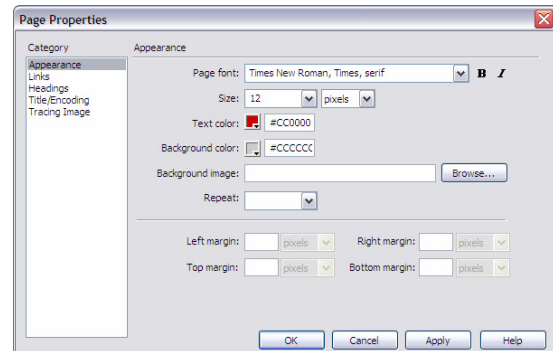 Page Properties
Category
Appearance
Links
Headings
Title/Encoding
Tracing Image
Appearance
Page font: Times New Roman, Times, serif B I
Size: 12 pixels
Text color: #CC0000
Background color: #CCCCCC
Background image: Browse...
Repeat:
Left margin: pixels Right margin: pixels
Top margin: pixels Bottom margin: pixels
OK Cancel Apply Help